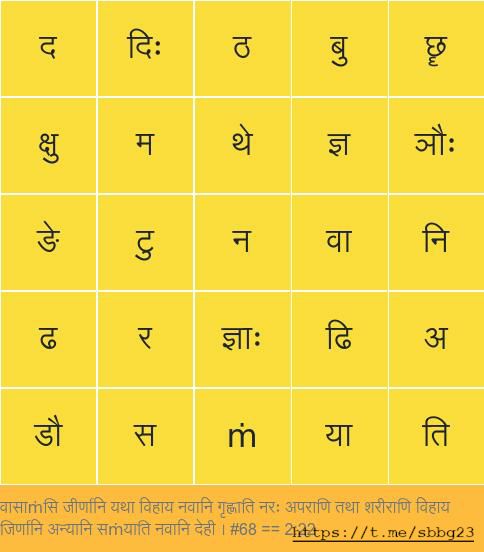 द दिः ठ बु छॄ
क्षु म थे ज्ञ ञौः
ङे टु न वा नि
ढ र ज्ञाः ढि अ
डौ स ṁ या ति
वासाṁसि जीर्णानि यथा विहाय नवानि गृह्णाति नरः अपराणि तथा शरीराणि विहाय
जिर्णानि अन्यानि सṁयाति नवानि देही । #68 == 2.22
https://t.me/sbbg23